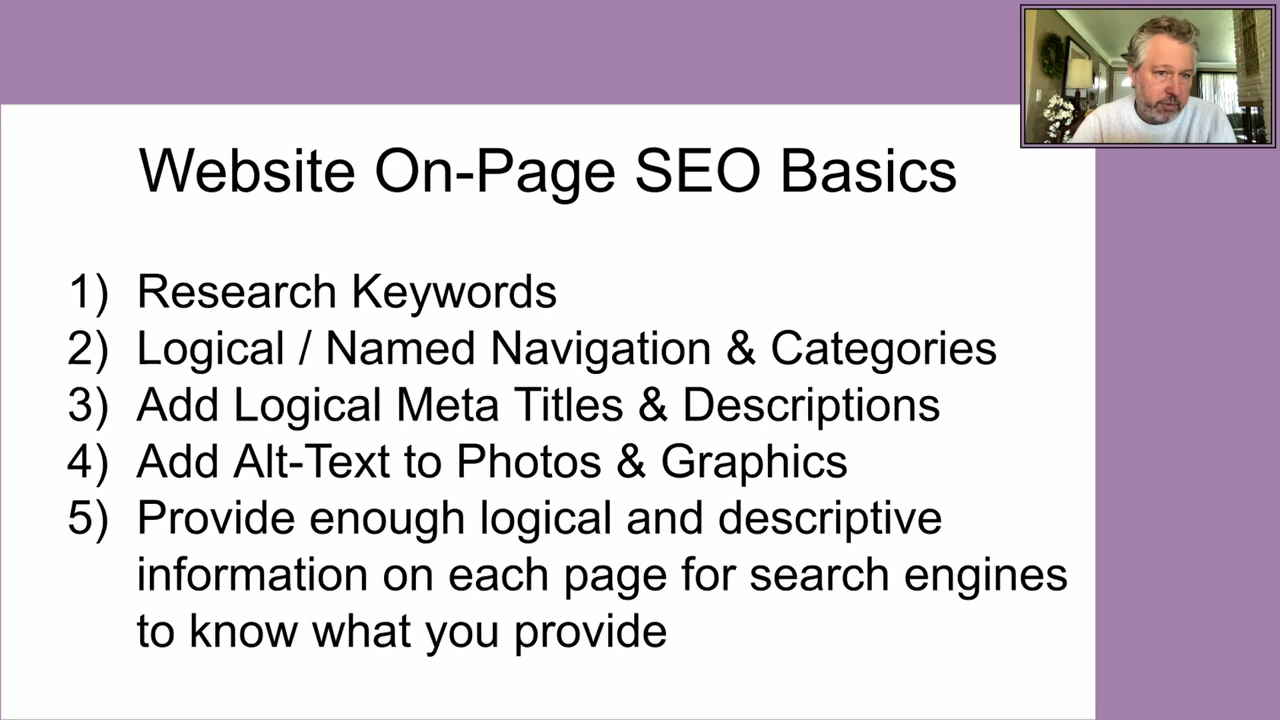 Website On-Page SEO Basics
1) Research Keywords
2) Logical / Named Navigation & Categories
3) Add Logical Meta Titles & Descriptions
4) Add Alt-Text to Photos & Graphics
5) Provide enough logical and descriptive
information on each page for search engines
to know what you provide